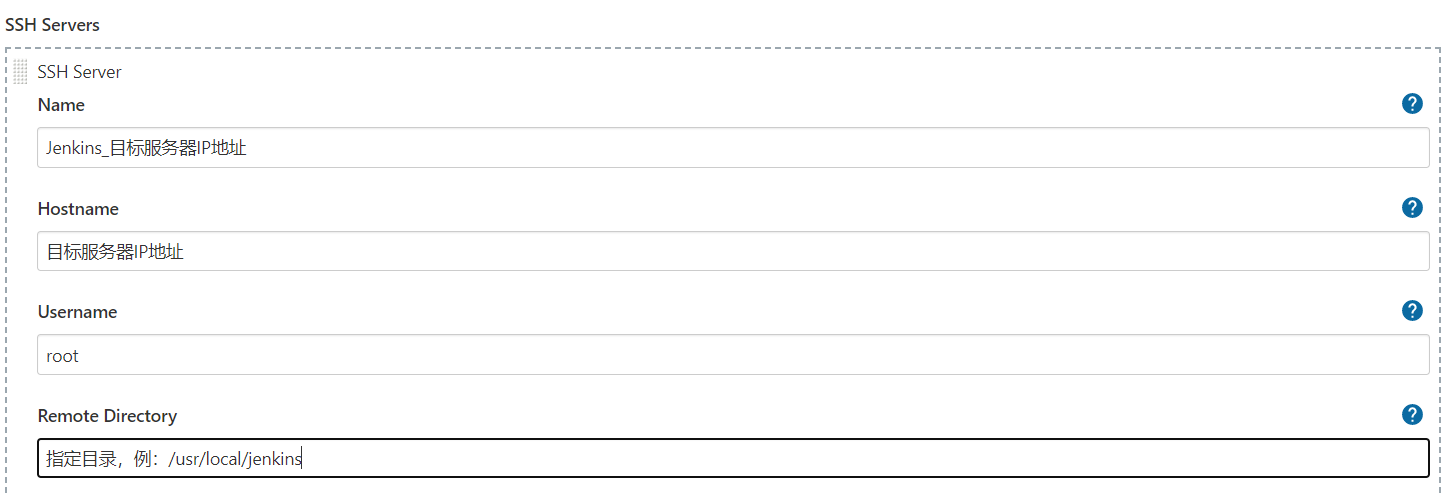 SSH Servers
SSH Server
Name
Jenkins_目标服务器IP地址
Hostname
目标服务器IP地址
Username
root
Remote Directory
指定目录，例：/usr/local/jenkins